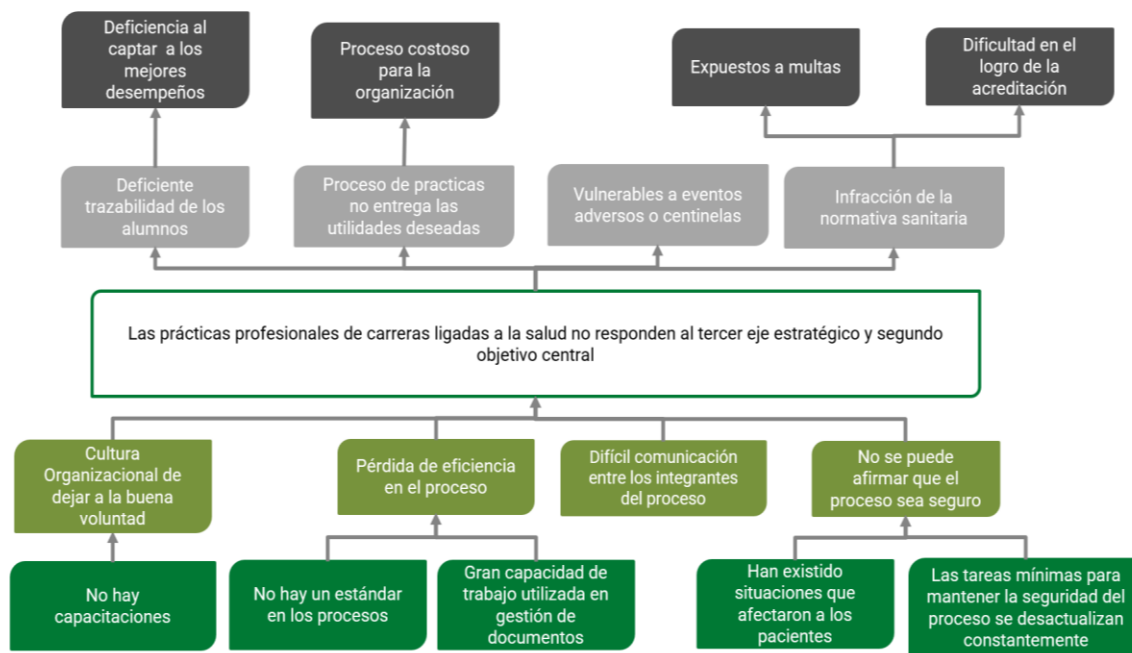 Deficiencia al
captar a los
mejores
desempeños
Proceso costoso
para la
organización
Expuestos a multas
Dificultad en el
logro de la
acreditación
Deficiente
trazabilidad de los
alumnos
Proceso de practicas
no entrega las
utilidades deseadas
Vulnerables a eventos
adversos o centinelas
Infracción de la
normativa sanitaria
Las prácticas profesionales de carreras ligadas a la salud no responden al tercer eje estratégico y segundo
objetivo central
Cultura
Organizacional de
dejar a la buena
voluntad
Pérdida de eficiencia
en el proceso
Difícil comunicación
entre los integrantes
del proceso
No se puede
afirmar que el
proceso sea seguro
No hay
capacitaciones
No hay un estándar
en los procesos
Gran capacidad de
trabajo utilizada en
gestión de
documentos
Han existido
situaciones que
afectaron a los
pacientes
Las tareas mínimas para
mantener la seguridad del
proceso se desactualizan
constantemente